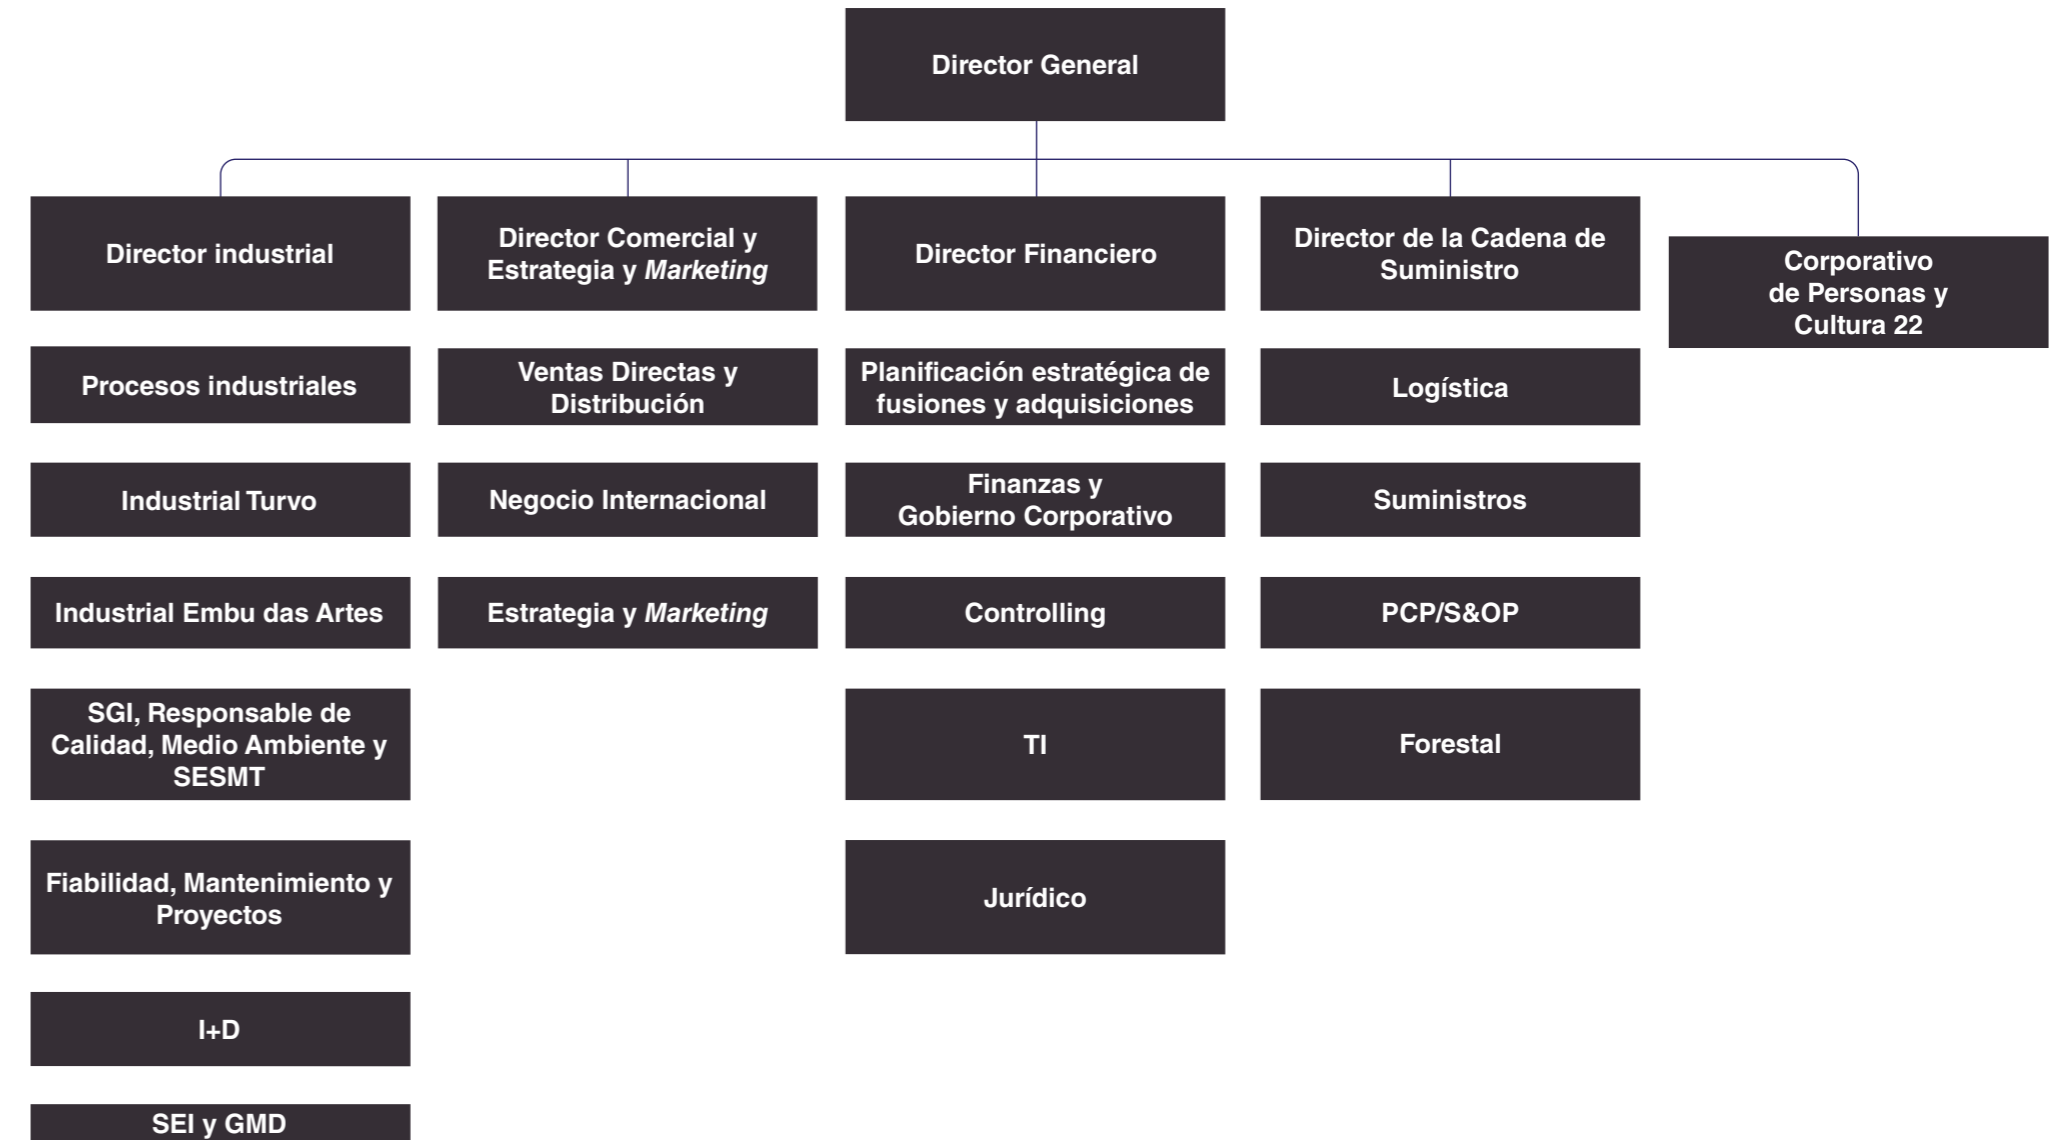 Director General
Director industrial
Director Comercial y
Estrategia y Marketing
Director Financiero
Director de la Cadena de
Suministro
Corporativo
de Personas y
Cultura 22
Procesos industriales
Ventas Directas y
Distribución
Planificación estratégica de
fusiones y adquisiciones
Logística
Industrial Turvo
Negocio Internacional
Finanzas y
Gobierno Corporativo
Suministros
Industrial Embu das Artes
Estrategia y Marketing
Controlling
PCP/S&OP
SGI, Responsable de
Calidad, Medio Ambiente y
SESMT
TI
Forestal
Fiabilidad, Mantenimiento y
Proyectos
Jurídico
I+D
SEI y GMD